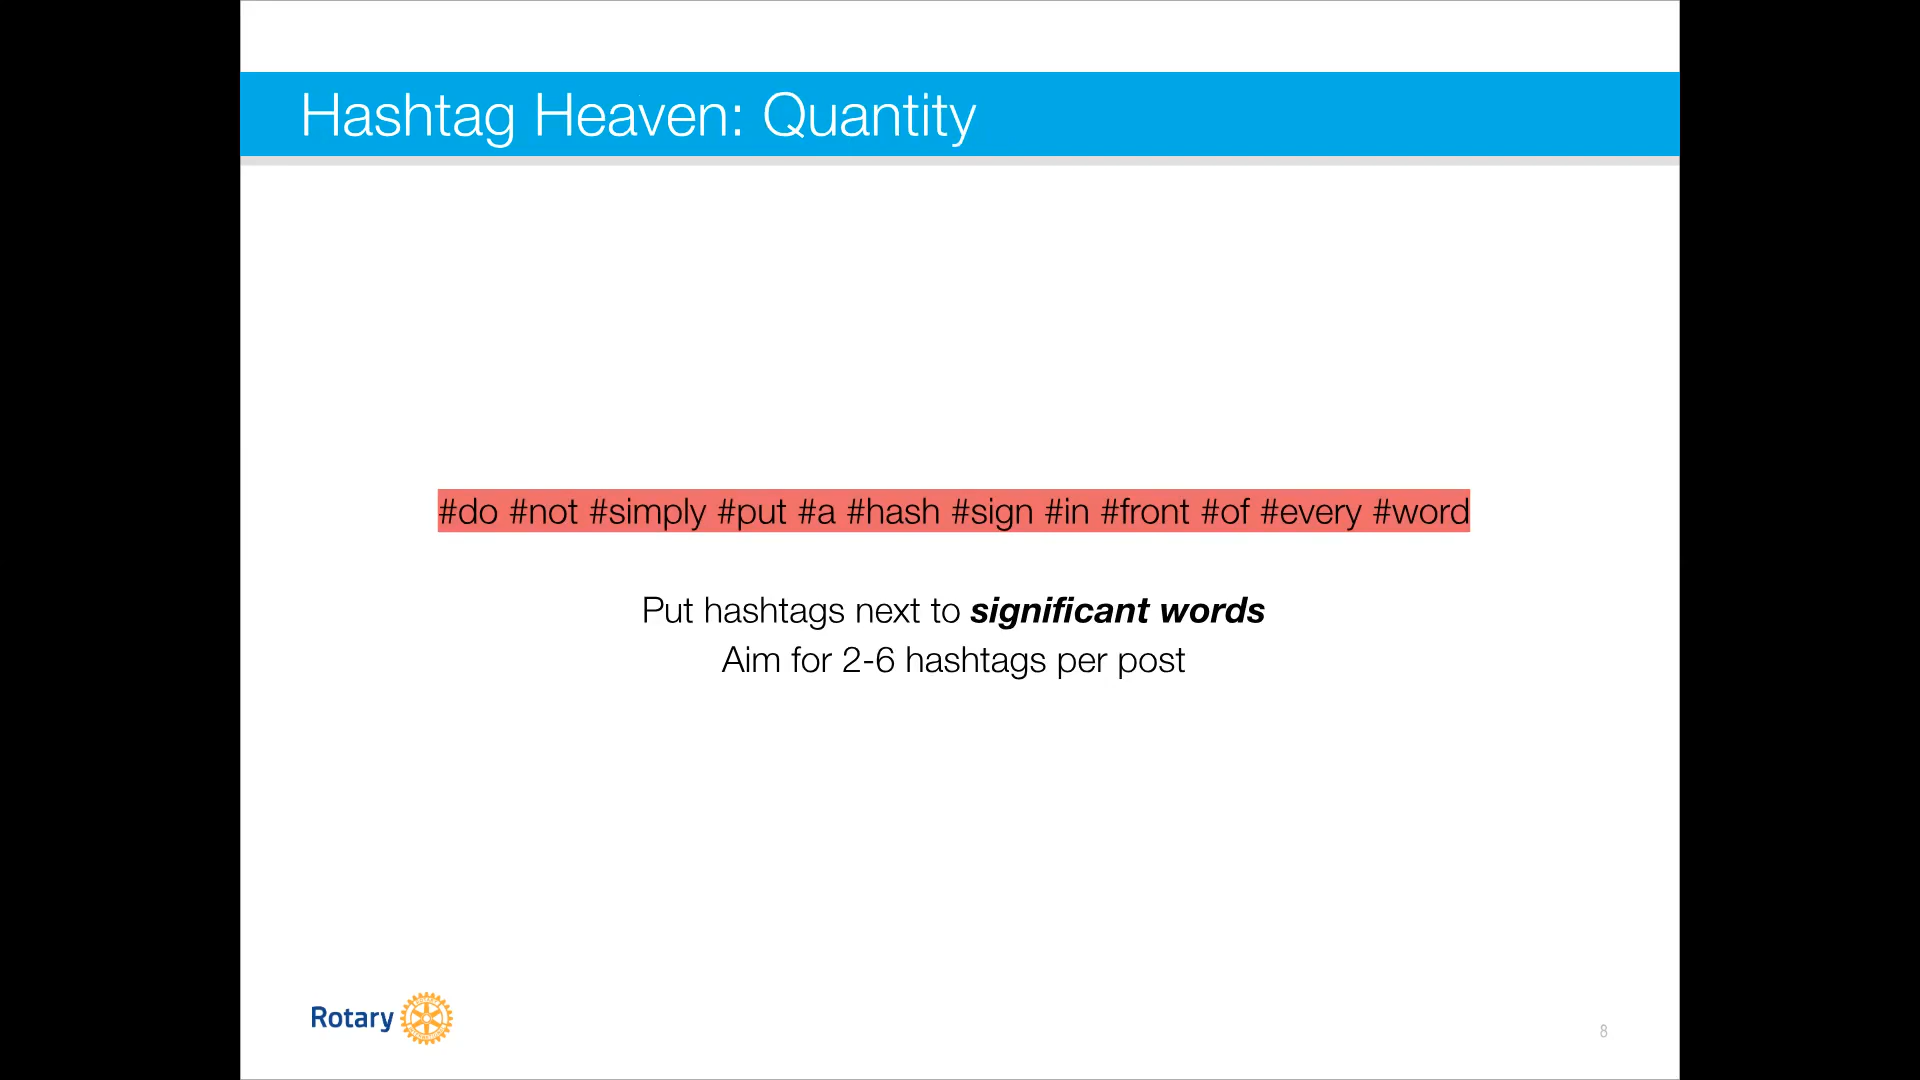 Hashtag Heaven: Quantity
#do #not #simply #put #a #hash #sign #in #front #of #every #word
Put hashtags next to significant words
Aim for 2-6 hashtags per post
Rotary
8